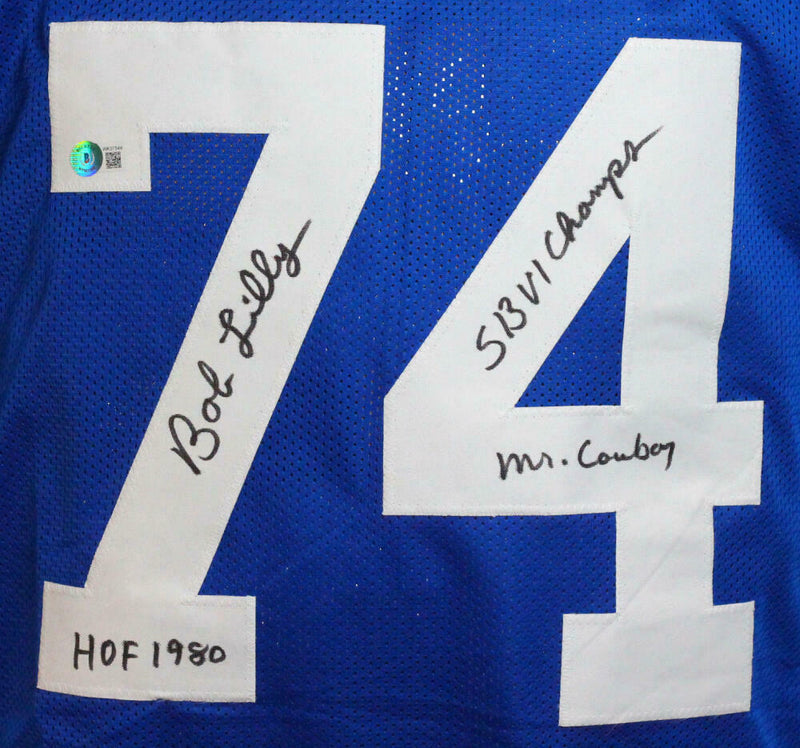 74
Bob Lilly
HOF 1980
SB VI Champs
Mr. Cowboy